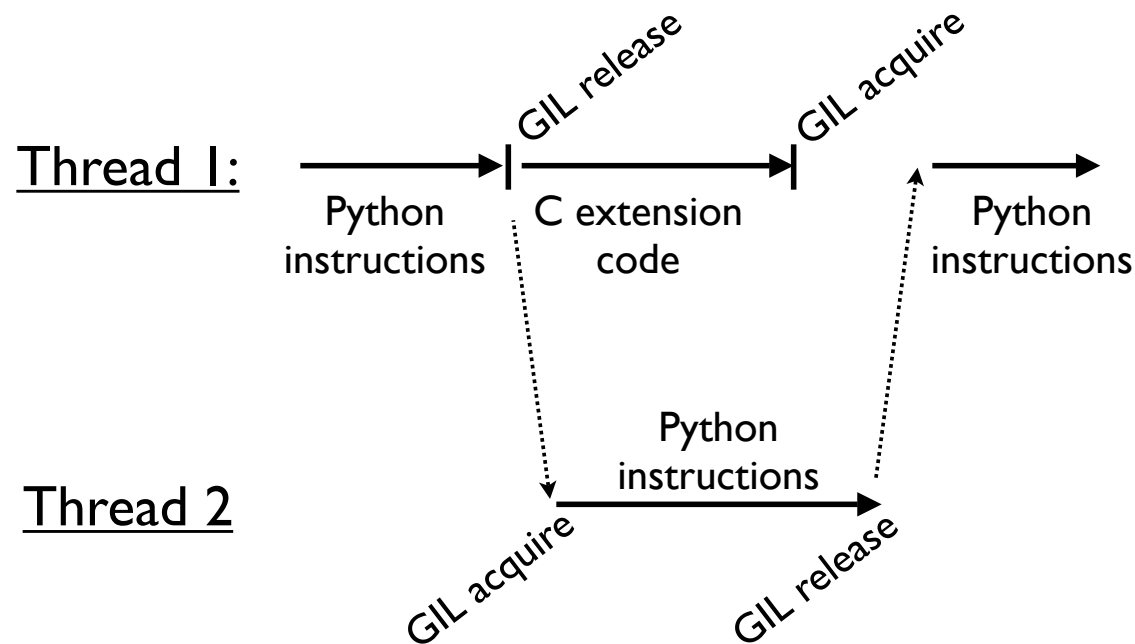 GIL release
GIL acquire
Thread 1:
Python
instructions
C extension
code
Python
instructions
Python
instructions
Thread 2
GIL acquire
GIL release